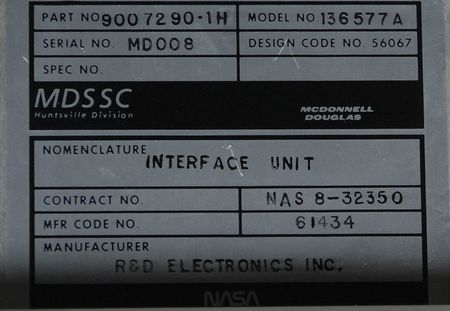 PART NO 9007290-1H MODEL NO 136577A
SERIAL NO. MD008 DESIGN CODE NO. 56067
SPEC NO.
MDSSC
Huntsville Division
MCDONNELL
DOUGLAS
NOMENCLATURE
INTERFACE UNIT
CONTRACT NO. NAS 8-32350
MFR CODE NO. 61434
MANUFACTURER
R&D ELECTRONICS INC.
NASA